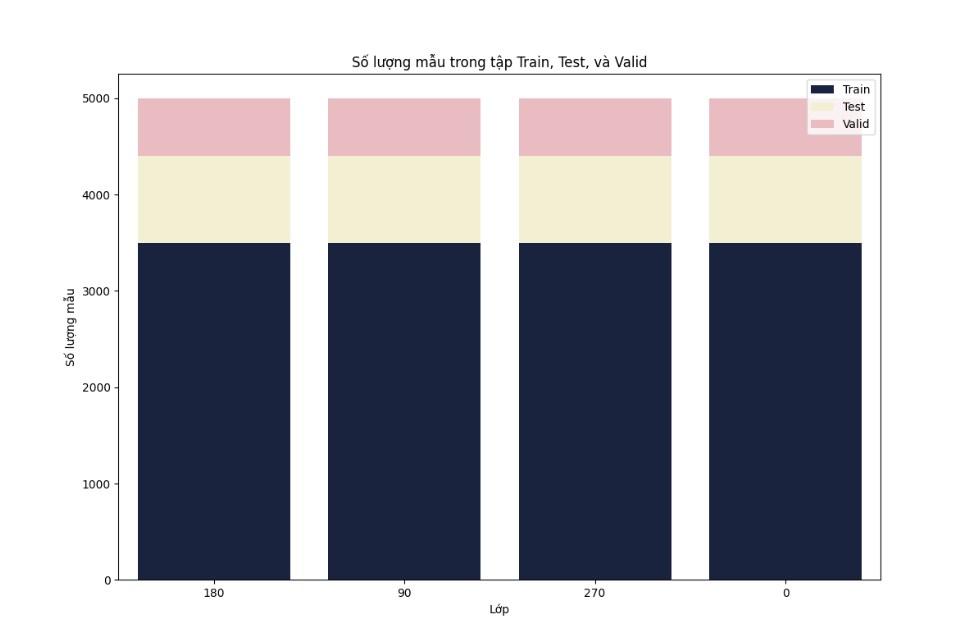 Số lượng mẫu trong tập Train, Test, và Valid
Train
Test
Valid
5000
4000
3000
2000
1000
0
Số lượng mẫu
180 90 270 0
Lớp